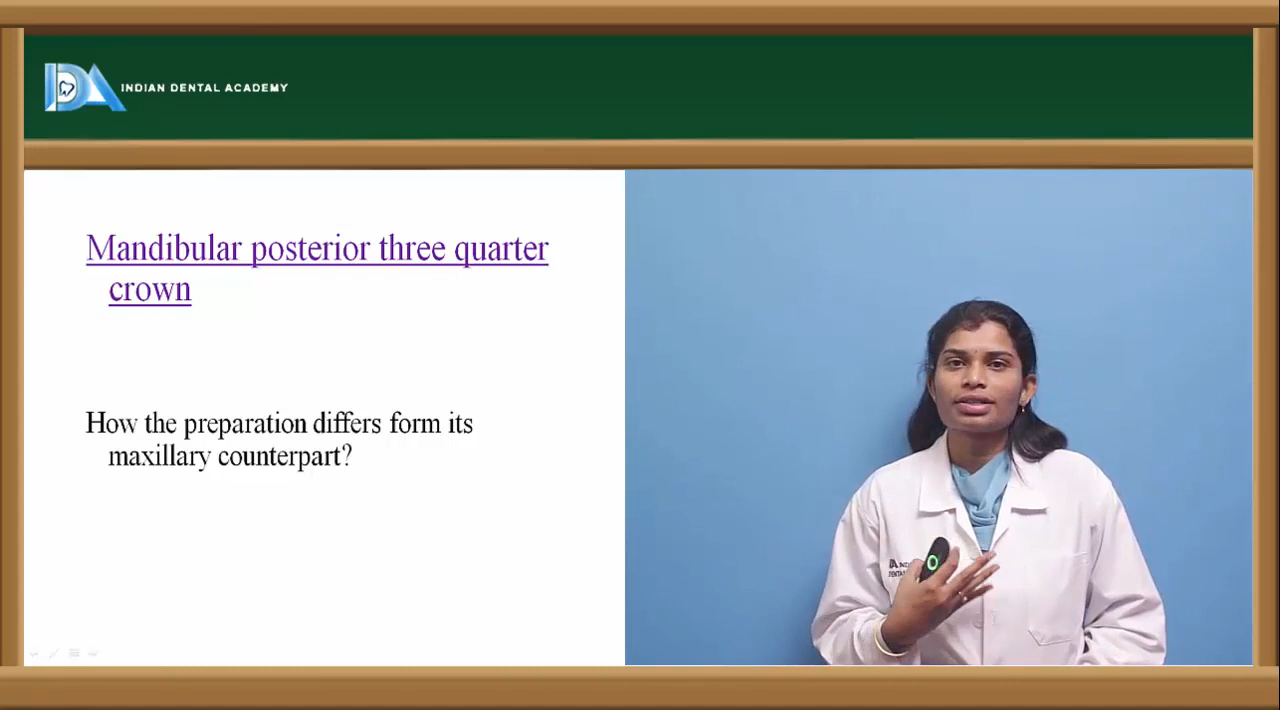 INDIAN DENTAL ACADEMY
Mandibular posterior three quarter
crown
How the preparation differs form its
maxillary counterpart?